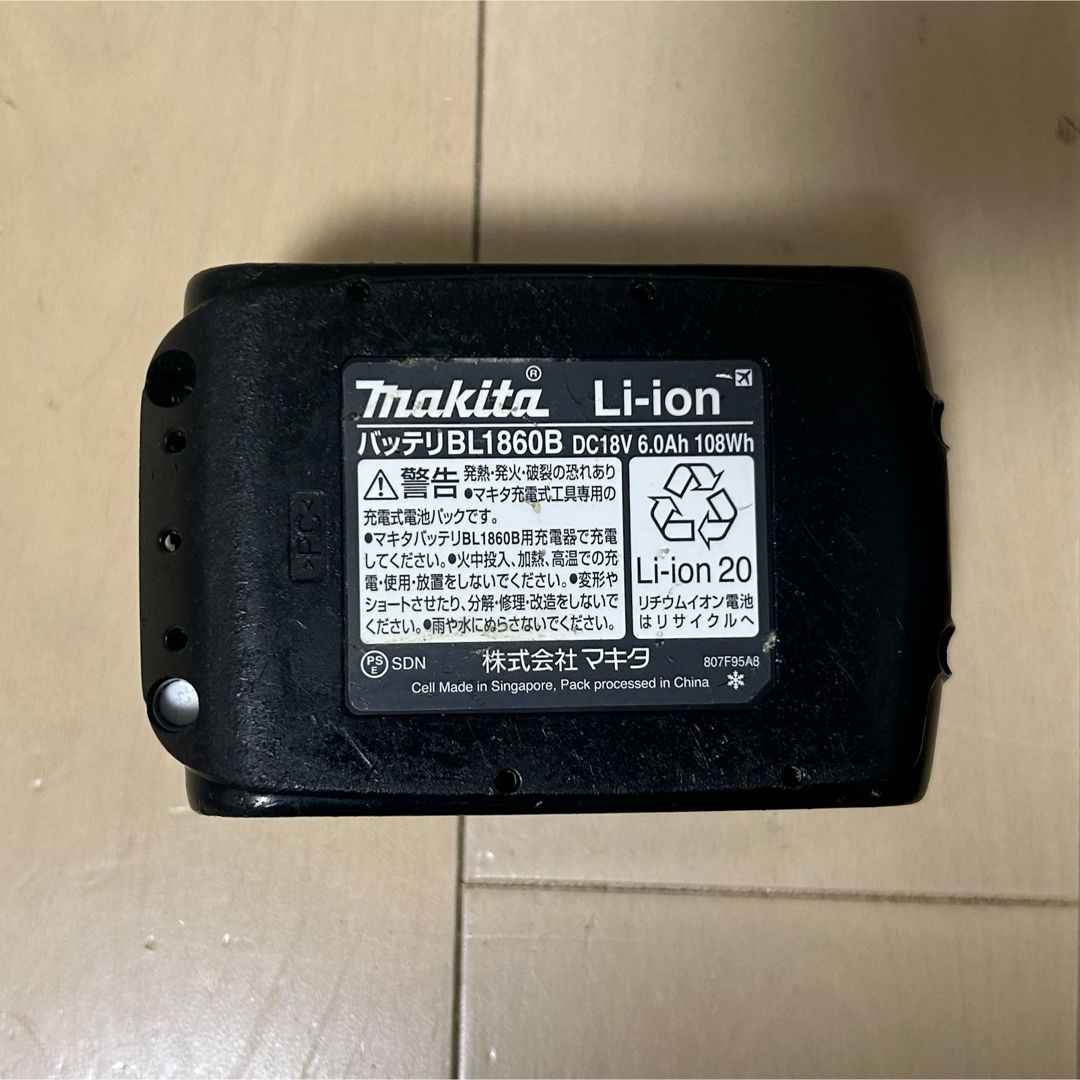 makita® Li-ion
バッテリBL1860B DC18V 6.0Ah 108Wh
警告 発熱・発火・破裂の恐れあり
●マキタ充電式工具専用の
充電式電池パックです。
●マキタバッテリBL1860B用充電器で充電
してください。●火中投入、加熱、高温での充
電・使用・放置をしないでください。●変形や
ショートさせたり、分解・修理・改造をしないで
ください。●雨や水にぬらさないでください。
Li-ion 20
リチウムイオン電池
はリサイクルへ
PSE SDN 株式会社マキタ 807F95A8
Cell Made in Singapore, Pack processed in China
>PC<